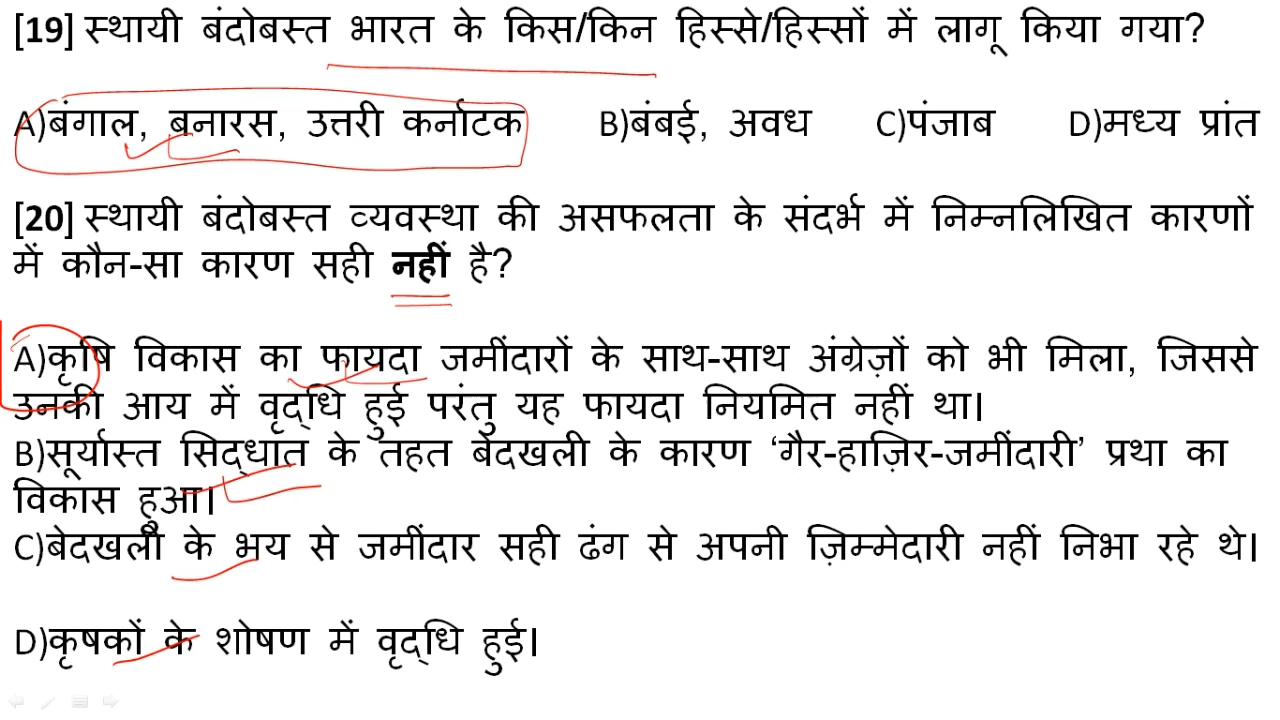 [19] स्थायी बंदोबस्त भारत के किस/किन हिस्से/हिस्सों में लागू किया गया?
A)बंगाल, बनारस, उत्तरी कर्नाटक B)बंबई, अवध C)पंजाब D)मध्य प्रांत
[20] स्थायी बंदोबस्त व्यवस्था की असफलता के संदर्भ में निम्नलिखित कारणों
में कौन-सा कारण सही नहीं है?
A)कृषि विकास का फायदा जमींदारों के साथ-साथ अंग्रेज़ों को भी मिला, जिससे
उनकी आय में वृद्धि हुई परंतु यह फायदा नियमित नहीं था।
B)सूर्यास्त सिद्धांत के तहत बेदखली के कारण ‘गैर-हाज़िर-जमींदारी’ प्रथा का
विकास हुआ।
C)बेदखली के भय से जमींदार सही ढंग से अपनी ज़िम्मेदारी नहीं निभा रहे थे।
D)कृषकों के शोषण में वृद्धि हुई।